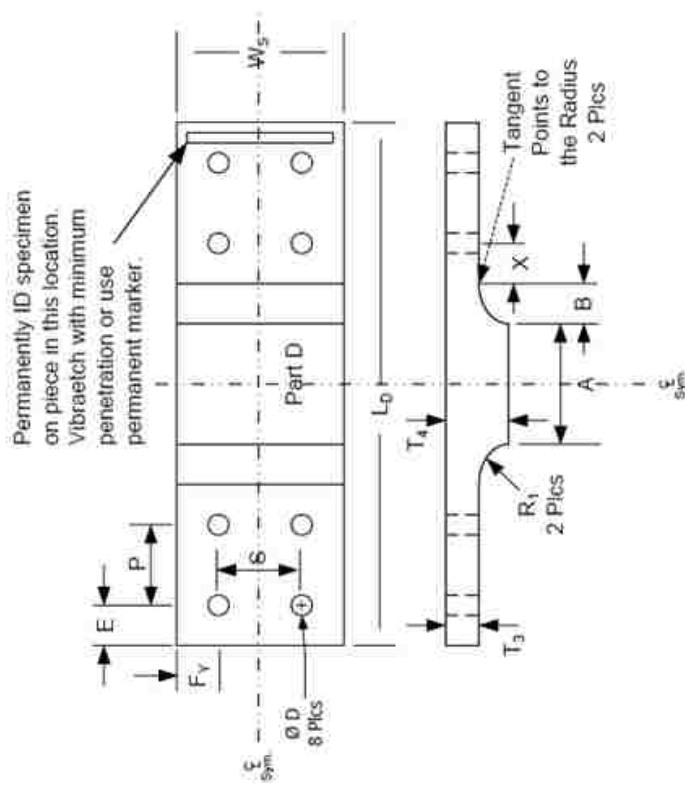 Permanently ID specimen
on piece in this location.
Vibraetch with minimum
penetration or use
permanent marker.
W5
E
P
FY
S
Part D
LD
Ø D
8 Plcs
℄
Sym.
T3
T4
X
Tangent
Points to
the Radius
2 Plcs
R1
2 Plcs
A
B
℄
Sym.